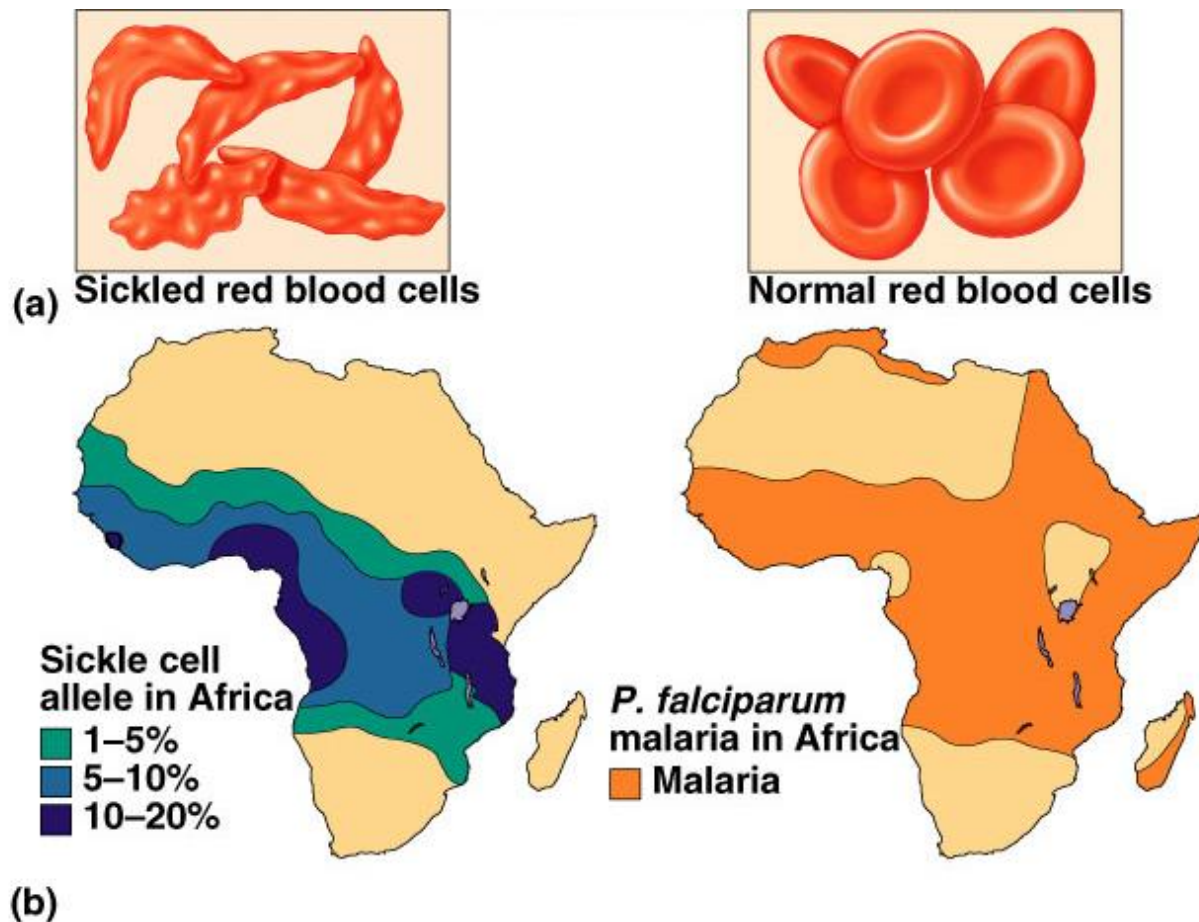 Sickled red blood cells
Normal red blood cells
(a)
Sickle cell
allele in Africa
1–5%
5–10%
10–20%
P. falciparum
malaria in Africa
Malaria
(b)